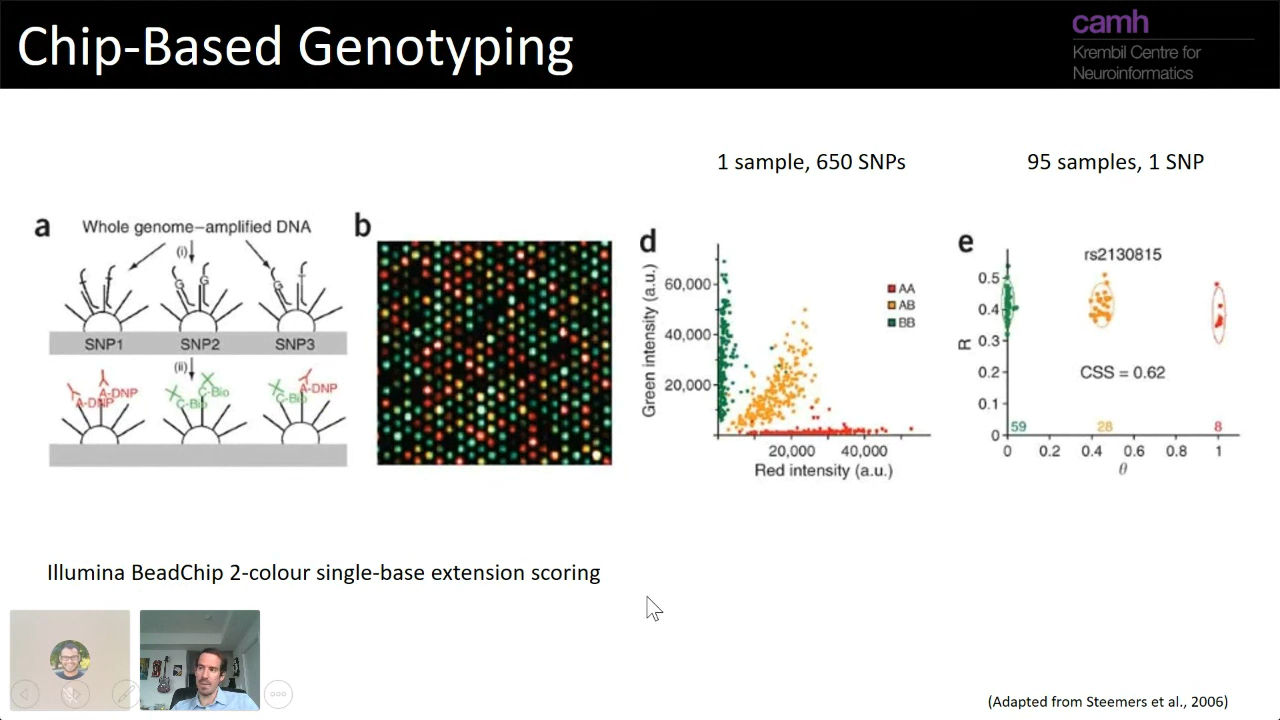 Chip-Based Genotyping
camh
Krembil Centre for
Neuroinformatics
1 sample, 650 SNPs
95 samples, 1 SNP
a
Whole genome–amplified DNA
(i)
T T G G G T
SNP1 SNP2 SNP3
(ii)
A-DNP
A-DNP
C-Bio
C-Bio
A-DNP
C-Bio
b
d
Green intensity (a.u.)
60,000
40,000
20,000
AA
AB
BB
20,000 40,000
Red intensity (a.u.)
e
rs2130815
R
0.5
0.4
0.3
0.2
0.1
0
CSS = 0.62
59 28 8
0 0.2 0.4 0.6 0.8 1
θ
Illumina BeadChip 2-colour single-base extension scoring
(Adapted from Steemers et al., 2006)